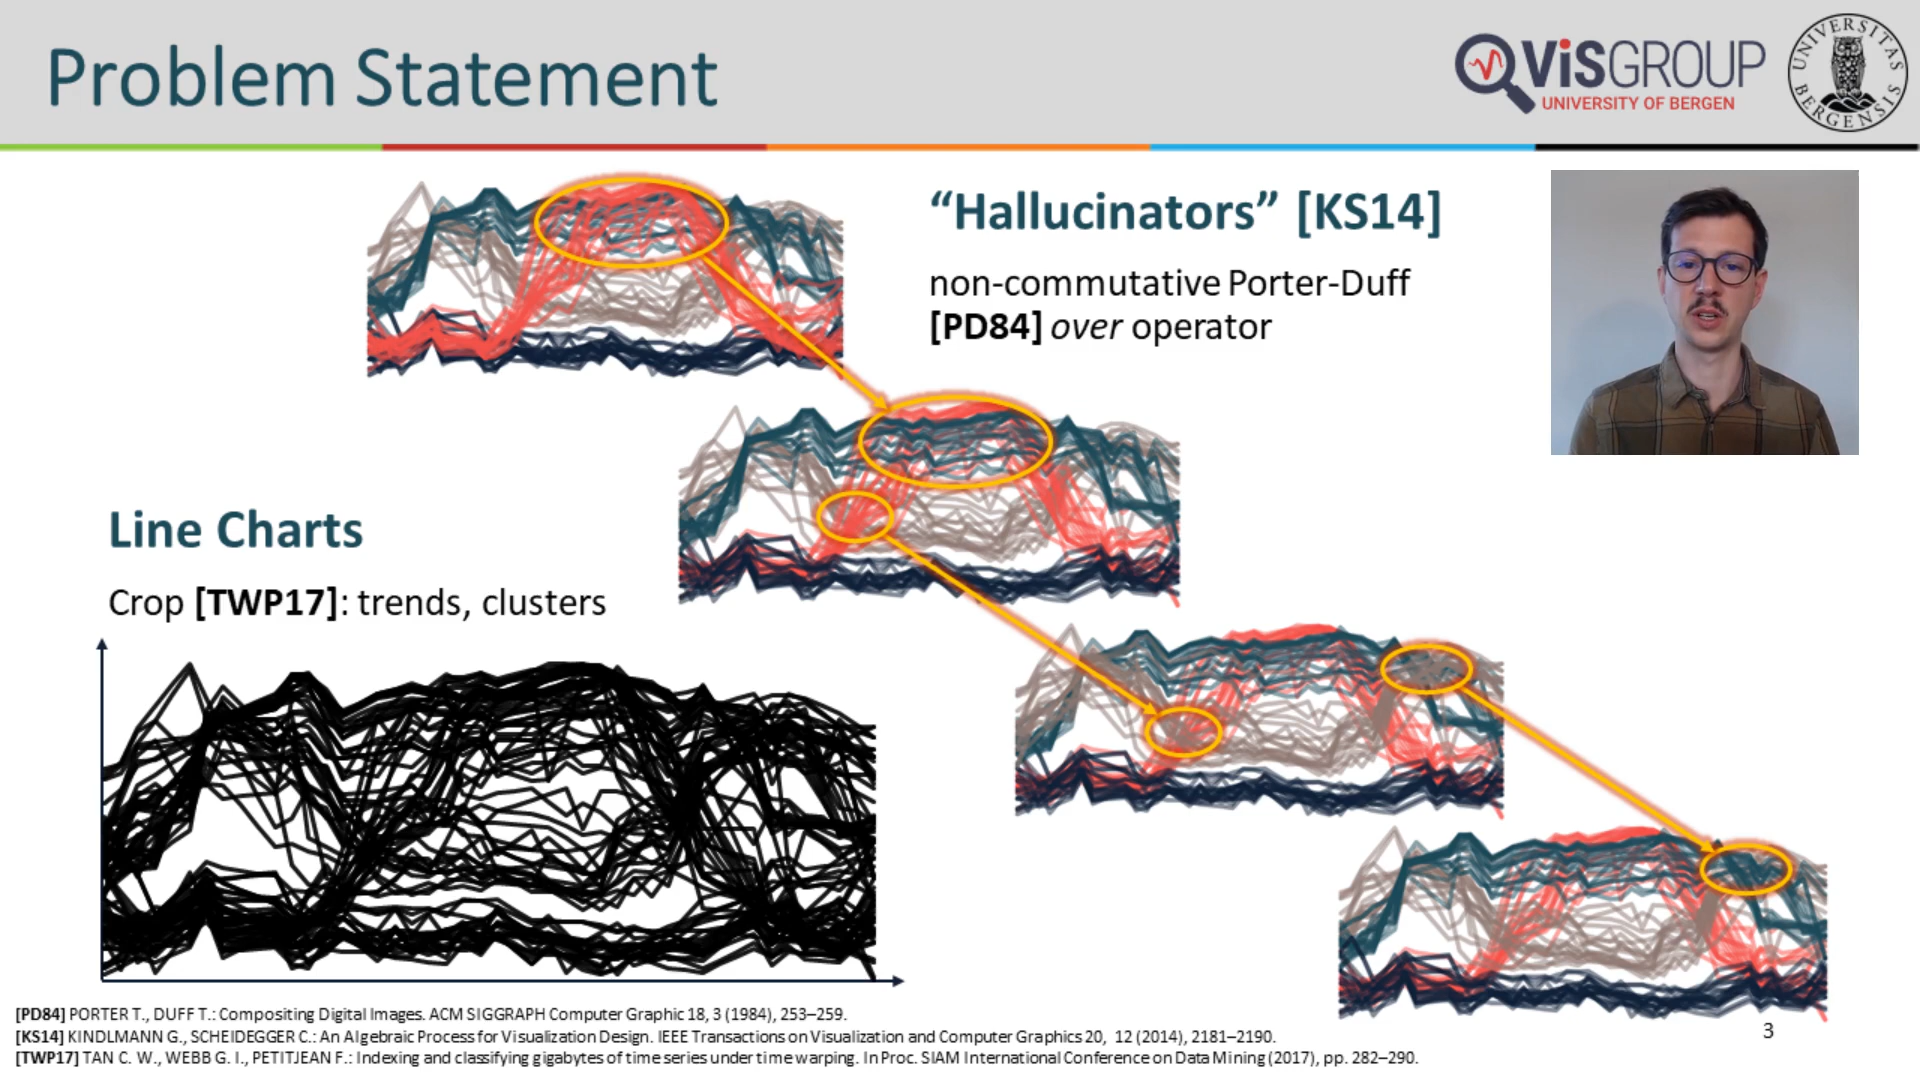 Problem Statement
ViSGROUP
UNIVERSITY OF BERGEN
UNIVERSITAS BERGENSIS
“Hallucinators” [KS14]
non-commutative Porter-Duff
[PD84] over operator
Line Charts
Crop [TWP17]: trends, clusters
[PD84] PORTER T., DUFF T.: Compositing Digital Images. ACM SIGGRAPH Computer Graphic 18, 3 (1984), 253–259.
[KS14] KINDLMANN G., SCHEIDEGGER C.: An Algebraic Process for Visualization Design. IEEE Transactions on Visualization and Computer Graphics 20, 12 (2014), 2181–2190.
[TWP17] TAN C. W., WEBB G. I., PETITJEAN F.: Indexing and classifying gigabytes of time series under time warping. In Proc. SIAM International Conference on Data Mining (2017), pp. 282–290.
3